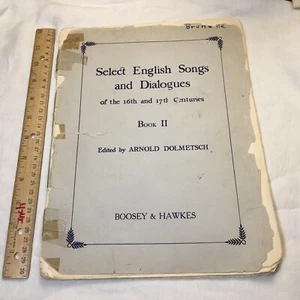 Select English Songs
and Dialogues
of the 16th and 17th Centuries
Book II
Edited by ARNOLD DOLMETSCH
BOOSEY & HAWKES